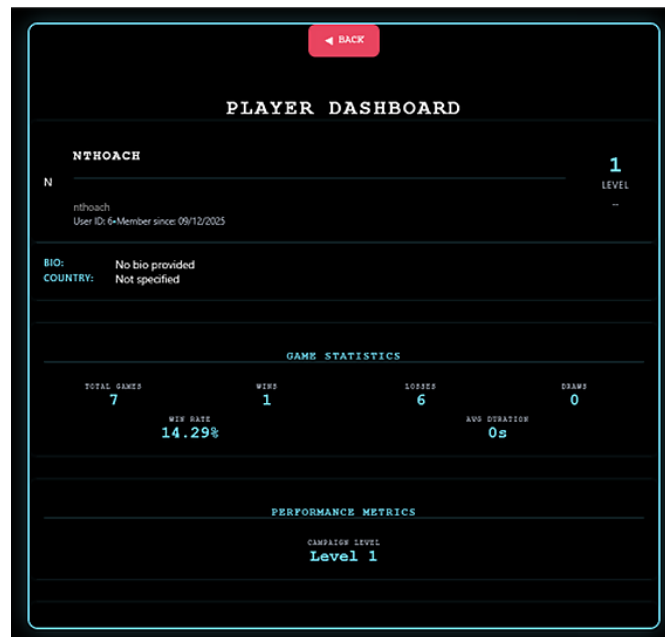 ◀ BACK
PLAYER DASHBOARD
NTHOACH
1
LEVEL
--
N
nthoach
User ID: 6•Member since: 09/12/2025
BIO: No bio provided
COUNTRY: Not specified
GAME STATISTICS
TOTAL GAMES WINS LOSSES DRAWS
7 1 6 0
WIN RATE AVG DURATION
14.29% 0s
PERFORMANCE METRICS
CAMPAIGN LEVEL
Level 1